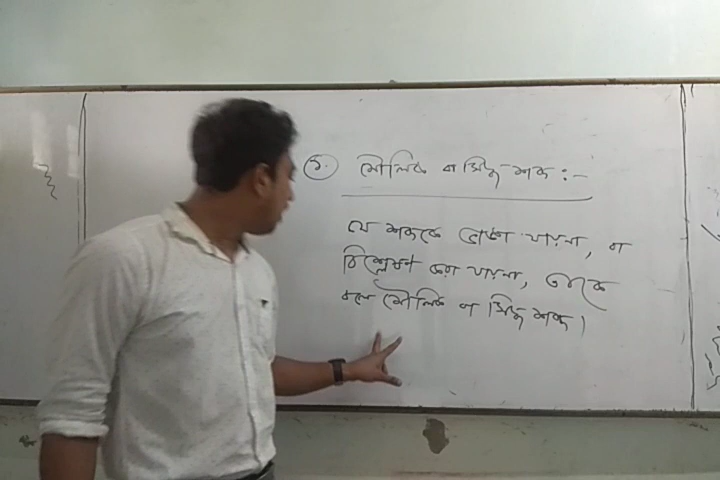 ১. মৌলিক বা সিদ্ধ শব্দ :-
যে শব্দকে ভাঙা যায়না, বা
বিশ্লেষণ করা যায়না, তাকে
বলে মৌলিক বা সিদ্ধ শব্দ।